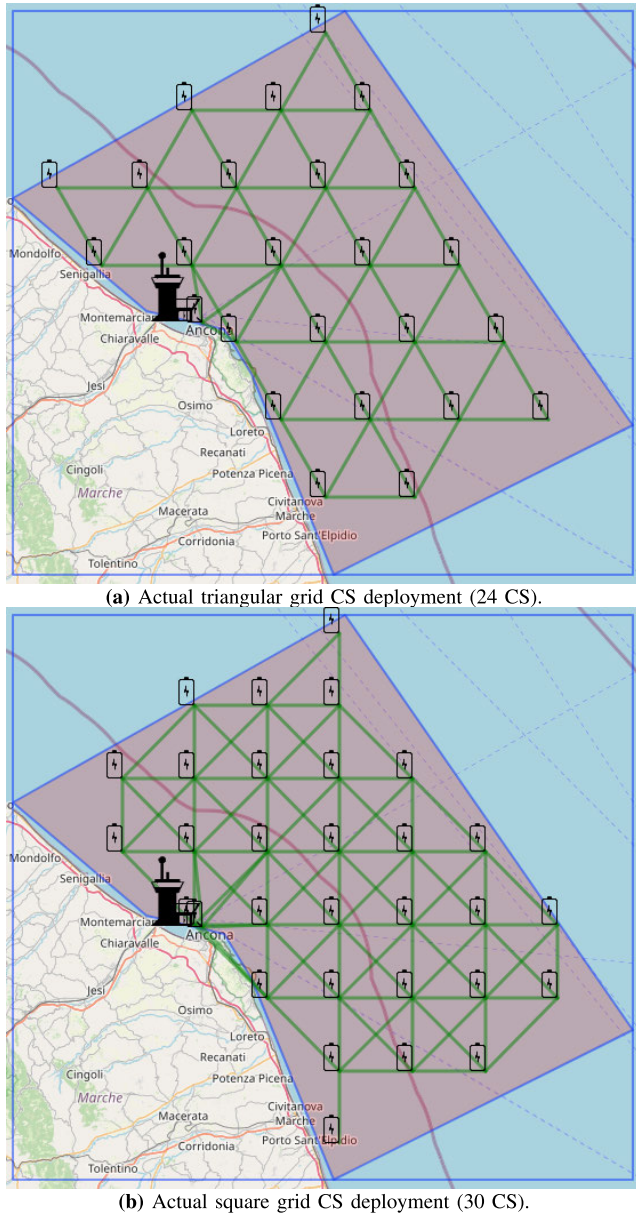 Mondolfo
Senigallia
Montemarcia
Ancona
Chiaravalle
Jesi
Osimo
Loreto
Recanati
Cingoli
Potenza Picena
Marche
Civitanova
Marche
Macerata
Porto Sant'Elpidio
Corridonia
Tolentino
(a) Actual triangular grid CS deployment (24 CS).
Mondolfo
Senigallia
Montemarcia
Ancona
Chiaravalle
Jesi
Osimo
Loreto
Recanati
Cingoli
Potenza Picena
Marche
Civitanova
Marche
Macerata
Porto Sant'Elpidio
Corridonia
Tolentino
(b) Actual square grid CS deployment (30 CS).